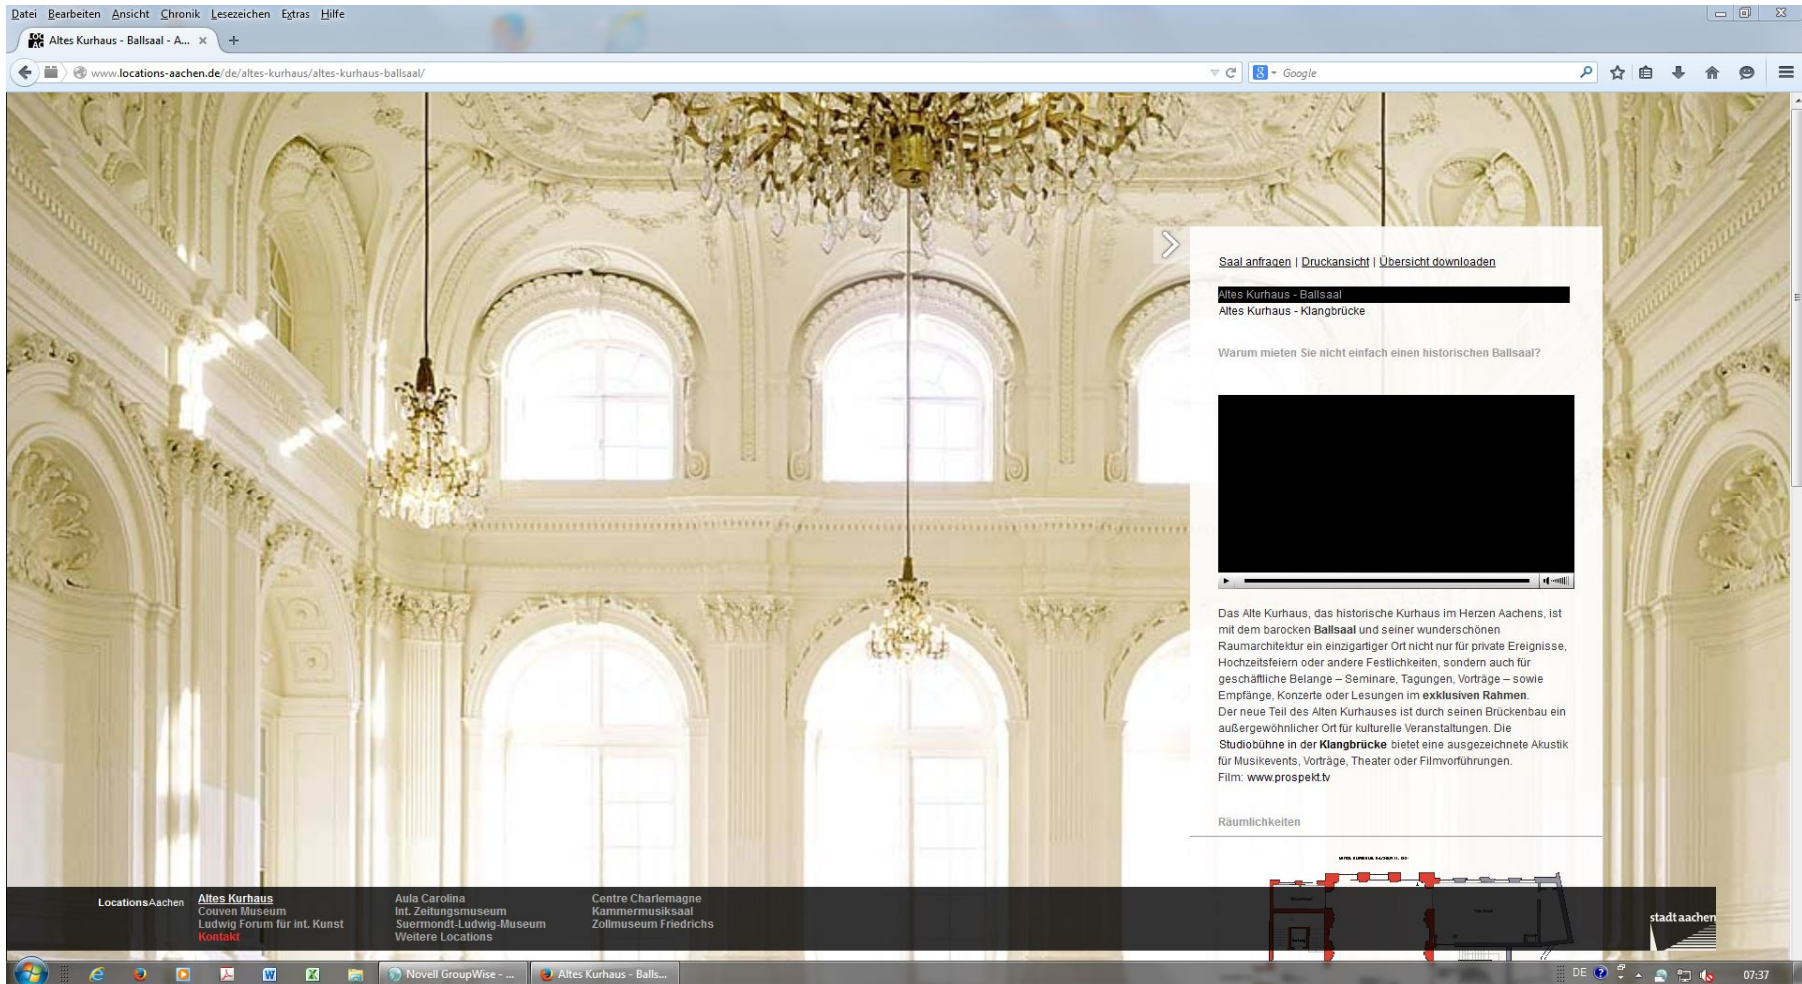 Datei Bearbeiten Ansicht Chronik Lesezeichen Extras Hilfe
Altes Kurhaus - Ballsaal - A...
www.locations-aachen.de/de/altes-kurhaus/altes-kurhaus-ballsaal/
Google
Saal anfragen | Druckansicht | Übersicht downloaden
Altes Kurhaus - Ballsaal
Altes Kurhaus - Klangbrücke
Warum mieten Sie nicht einfach einen historischen Ballsaal?
Das Alte Kurhaus, das historische Kurhaus im Herzen Aachens, ist
mit dem barocken Ballsaal und seiner wunderschönen
Raumarchitektur ein einzigartiger Ort nicht nur für private Ereignisse,
Hochzeitsfeiern oder andere Festlichkeiten, sondern auch für
geschäftliche Belange – Seminare, Tagungen, Vorträge – sowie
Empfänge, Konzerte oder Lesungen im exklusiven Rahmen.
Der neue Teil des Alten Kurhauses ist durch seinen Brückenbau ein
außergewöhnlicher Ort für kulturelle Veranstaltungen. Die
Studiobühne in der Klangbrücke bietet eine ausgezeichnete Akustik
für Musikevents, Vorträge, Theater oder Filmvorführungen.
Film: www.prospekt.tv
Räumlichkeiten
LocationsAachen
Altes Kurhaus
Couven Museum
Ludwig Forum für int. Kunst
Kontakt
Aula Carolina
Int. Zeitungsmuseum
Suermondt-Ludwig-Museum
Weitere Locations
Centre Charlemagne
Kammermusiksaal
Zollmuseum Friedrichs
stadt aachen
Novell GroupWise - ...
Altes Kurhaus - Balls...
DE
07:37